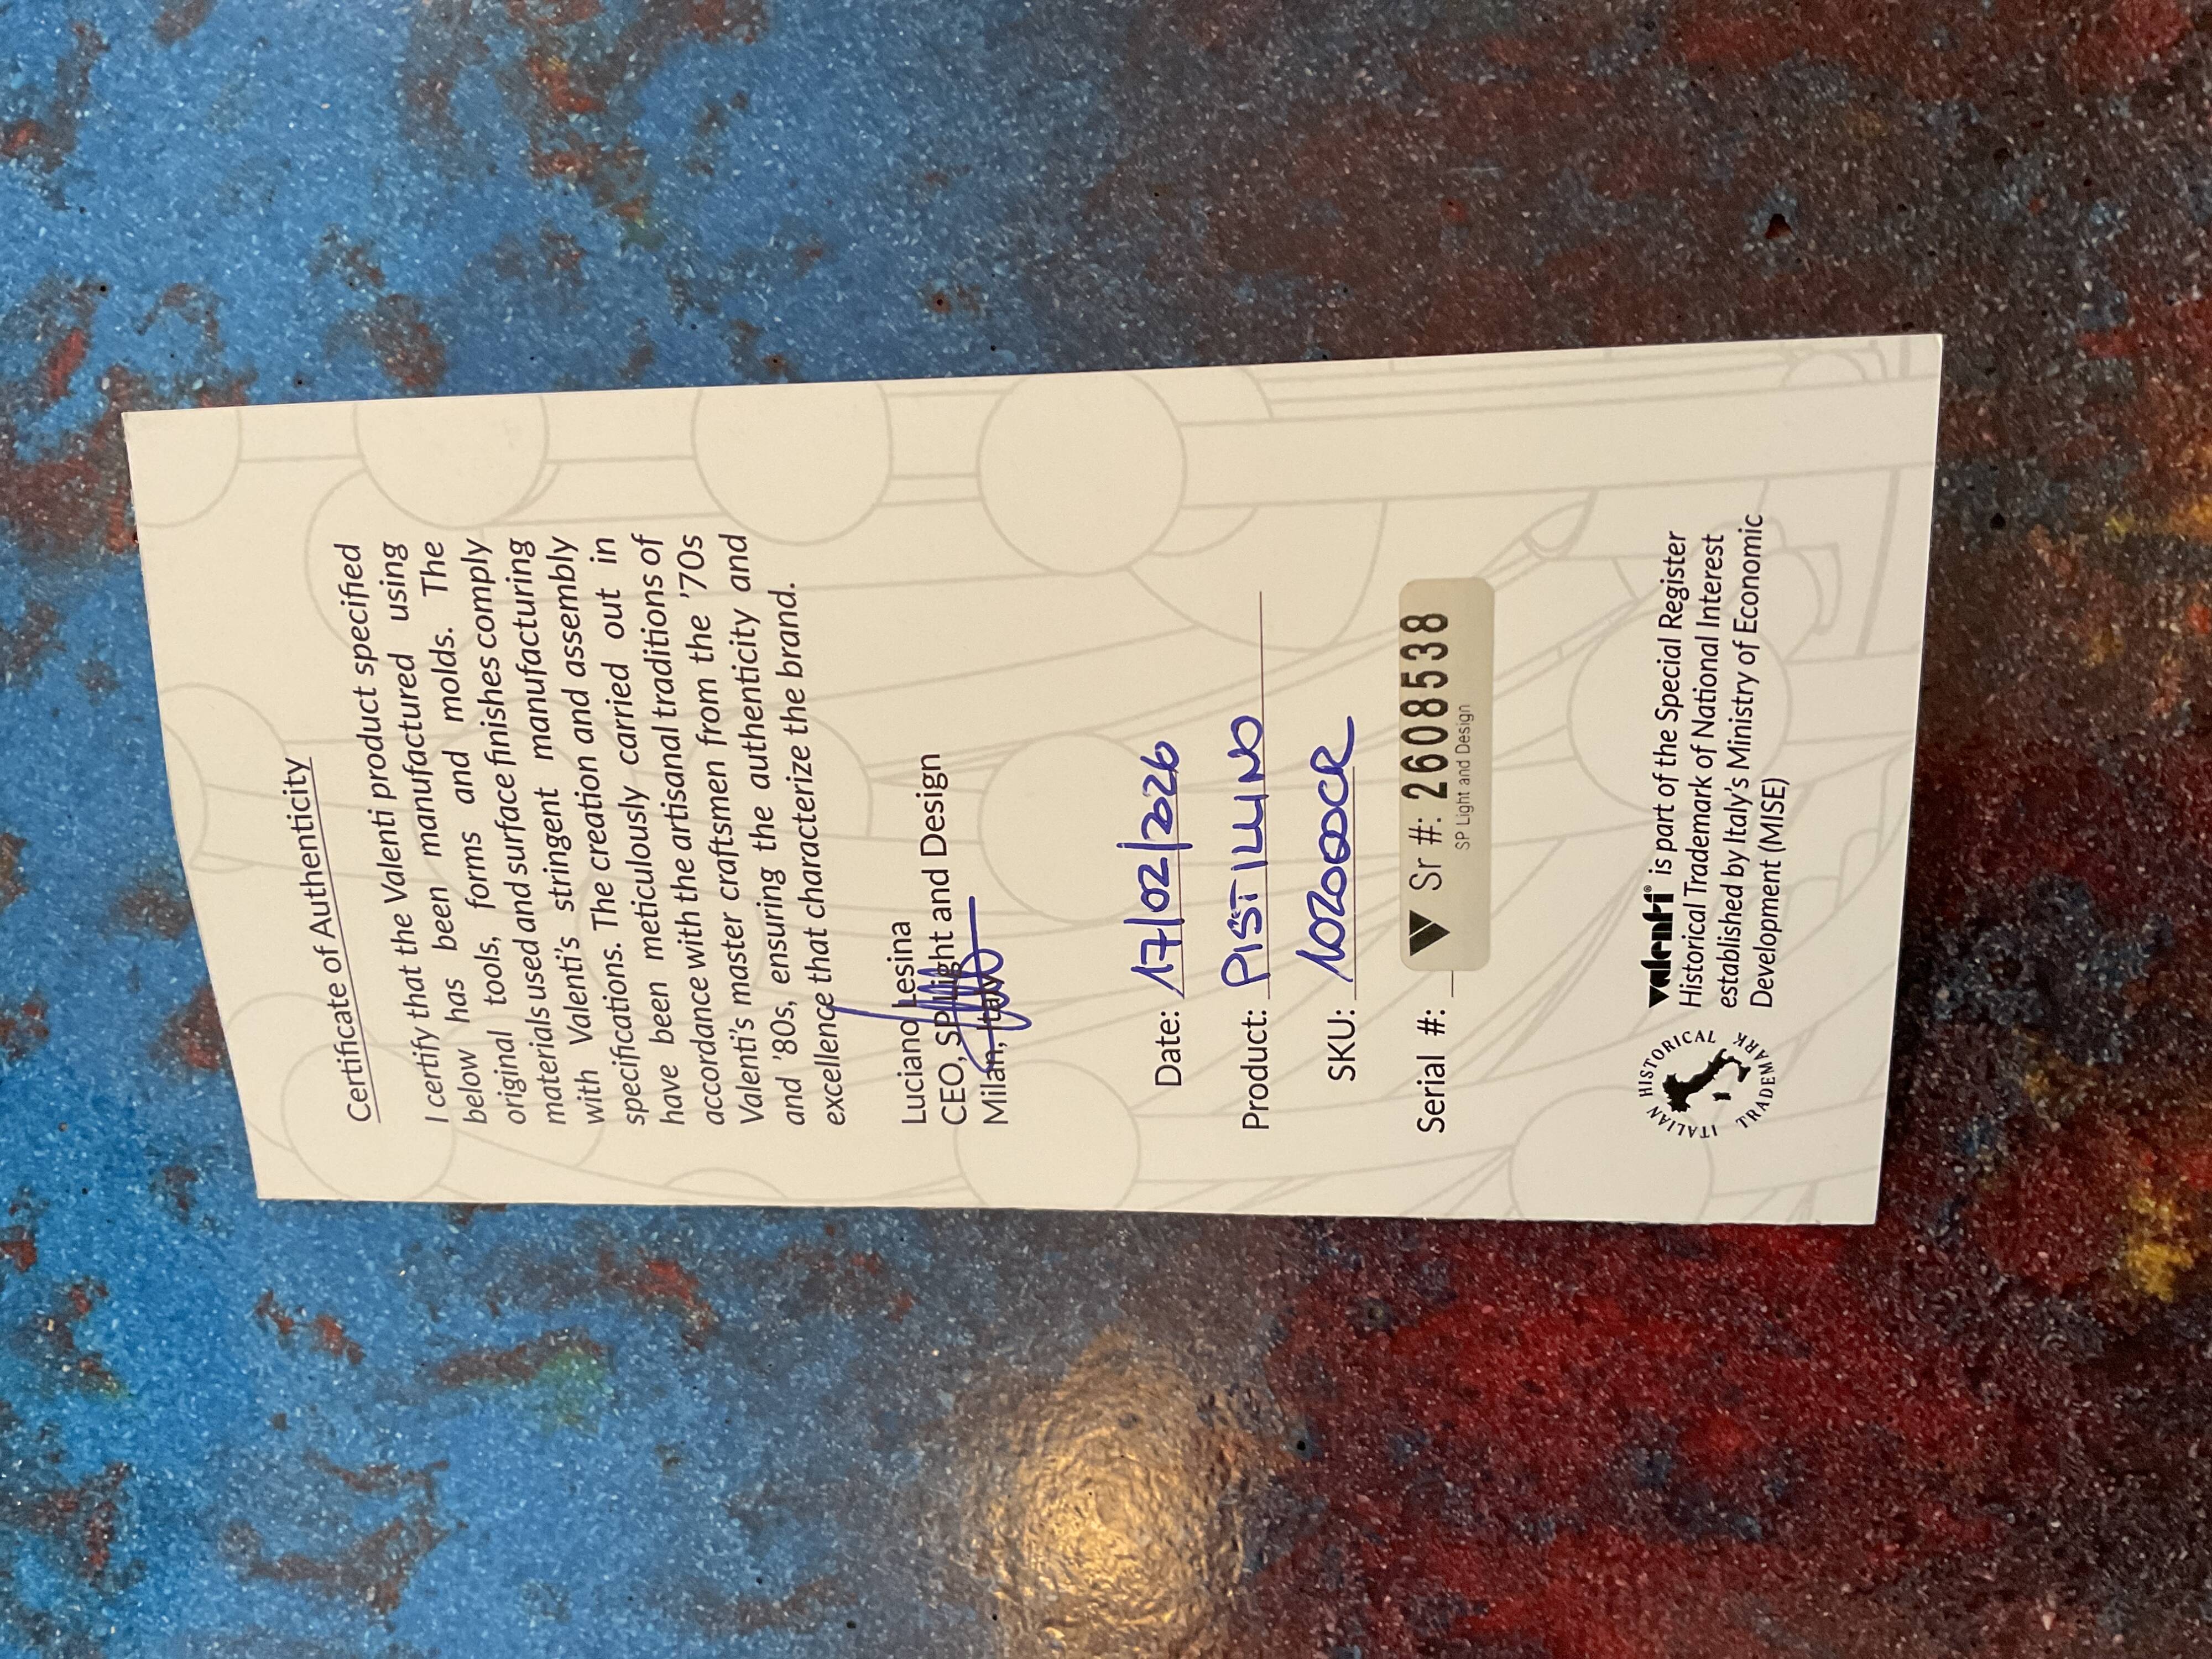 Certificate of Authenticity
I certify that the Valenti product specified
below has been manufactured using
original tools, forms and molds. The
materials used and surface finishes comply
with Valenti's stringent manufacturing
specifications. The creation and assembly
have been meticulously carried out in
accordance with the artisanal traditions of
Valenti's master craftsmen from the '70s
and '80s, ensuring the authenticity and
excellence that characterize the brand.
Luciano Lesina
CEO, SP Light and Design
Milan, Italy
Date: 17/02/2026
Product: PISTILLINO
SKU: 1020000CR
Serial #: Sr #: 2608538
SP Light and Design
ITALIAN HISTORICAL TRADEMARK
valenti® is part of the Special Register
Historical Trademark of National Interest
established by Italy's Ministry of Economic
Development (MISE)